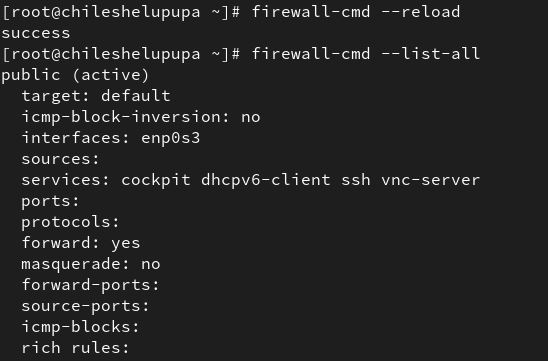 [root@chileshelupupa ~]# firewall-cmd --reload
success
[root@chileshelupupa ~]# firewall-cmd --list-all
public (active)
  target: default
  icmp-block-inversion: no
  interfaces: enp0s3
  sources:
  services: cockpit dhcpv6-client ssh vnc-server
  ports:
  protocols:
  forward: yes
  masquerade: no
  forward-ports:
  source-ports:
  icmp-blocks:
  rich rules: